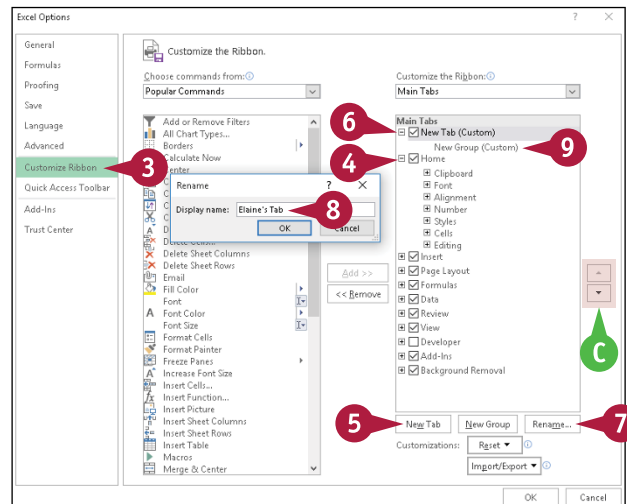 Excel Options
?
General
Formulas
Proofing
Save
Language
Advanced
Customize Ribbon
Quick Access Toolbar
Add-Ins
Trust Center
3
Customize the Ribbon.
Choose commands from:
Popular Commands
Add or Remove Filters
All Chart Types...
Borders
Calculate Now
Delete Sheet Columns
Delete Sheet Rows
Email
Fill Color
Font
Font Color
Font Size
Format Cells
Format Painter
Freeze Panes
Increase Font Size
Insert Cells...
Insert Function...
Insert Picture
Insert Sheet Columns
Insert Sheet Rows
Insert Table
Macros
Merge & Center
Rename
?
Display name:
Elaine's Tab
8
OK
Cancel
Add >>
<< Remove
Customize the Ribbon:
Main Tabs
Main Tabs
6
New Tab (Custom)
New Group (Custom)
9
4
Home
Clipboard
Font
Alignment
Number
Styles
Cells
Editing
Insert
Page Layout
Formulas
Data
Review
View
Developer
Add-Ins
Background Removal
C
5
New Tab
New Group
Rename...
7
Customizations:
Reset
Import/Export
OK
Cancel